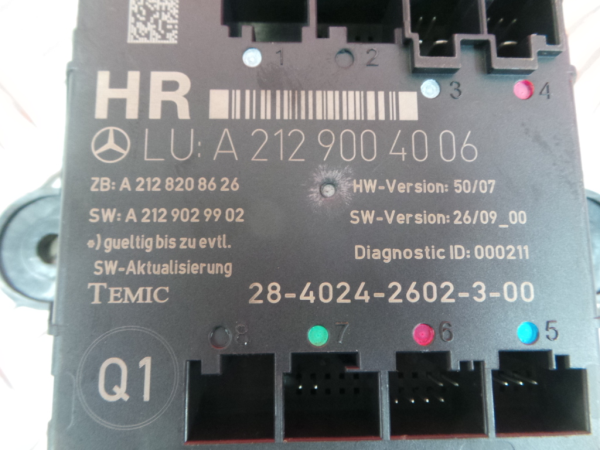 1 2 3 4
HR
LU: A 212 900 40 06
ZB: A 212 820 86 26
HW-Version: 50/07
SW: A 212 902 99 02
SW-Version: 26/09_00
*) gueltig bis zu evtl.
SW-Aktualisierung
Diagnostic ID: 000211
TEMIC
28-4024-2602-3-00
8 7 6 5
Q1